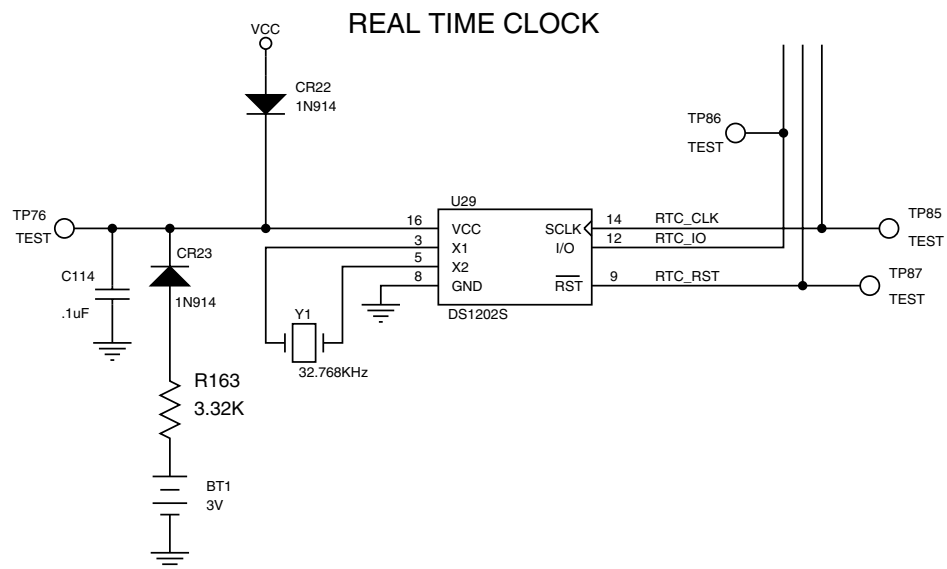 REAL TIME CLOCK
VCC
CR22
1N914
TP86
TEST
U29
TP76
TEST
16
VCC
SCLK
14
RTC_CLK
TP85
TEST
3
X1
I/O
12
RTC_IO
CR23
5
X2
C114
.1uF
1N914
8
GND
RST
9
RTC_RST
TP87
TEST
DS1202S
Y1
32.768KHz
R163
3.32K
BT1
3V